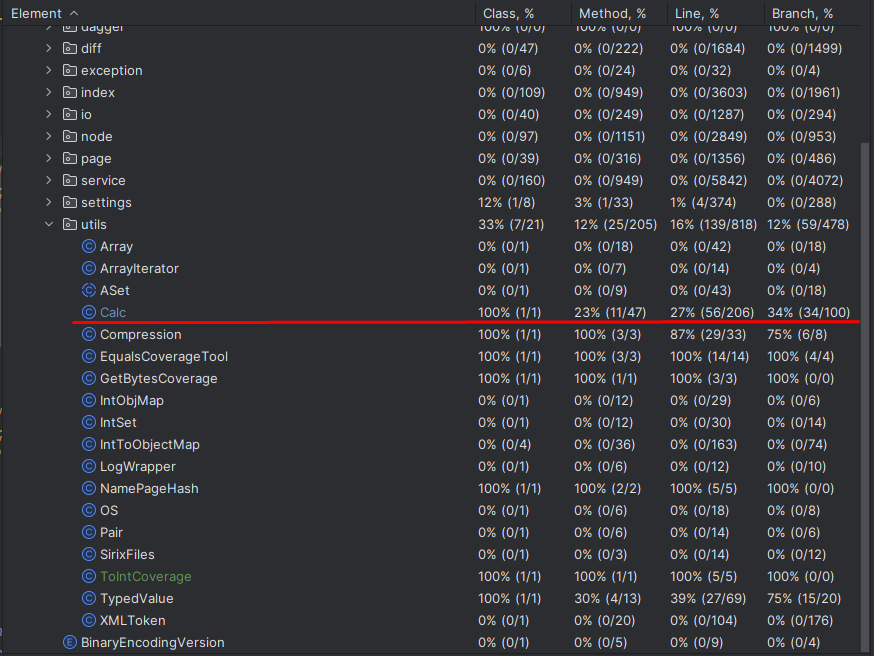 Element Class, % Method, % Line, % Branch, %
dagger 100% (0/0) 100% (0/0) 100% (0/0) 100% (0/0)
diff 0% (0/47) 0% (0/222) 0% (0/1684) 0% (0/1499)
exception 0% (0/6) 0% (0/24) 0% (0/32) 0% (0/4)
index 0% (0/109) 0% (0/949) 0% (0/3603) 0% (0/1961)
io 0% (0/40) 0% (0/249) 0% (0/1287) 0% (0/294)
node 0% (0/97) 0% (0/1151) 0% (0/2849) 0% (0/953)
page 0% (0/39) 0% (0/316) 0% (0/1356) 0% (0/486)
service 0% (0/160) 0% (0/949) 0% (0/5842) 0% (0/4072)
settings 12% (1/8) 3% (1/33) 1% (4/374) 0% (0/288)
utils 33% (7/21) 12% (25/205) 16% (139/818) 12% (59/478)
Array 0% (0/1) 0% (0/18) 0% (0/42) 0% (0/18)
ArrayIterator 0% (0/1) 0% (0/7) 0% (0/14) 0% (0/4)
ASet 0% (0/1) 0% (0/9) 0% (0/43) 0% (0/18)
Calc 100% (1/1) 23% (11/47) 27% (56/206) 34% (34/100)
Compression 100% (1/1) 100% (3/3) 87% (29/33) 75% (6/8)
EqualsCoverageTool 100% (1/1) 100% (3/3) 100% (14/14) 100% (4/4)
GetBytesCoverage 100% (1/1) 100% (1/1) 100% (3/3) 100% (0/0)
IntObjMap 0% (0/1) 0% (0/12) 0% (0/29) 0% (0/6)
IntSet 0% (0/1) 0% (0/12) 0% (0/30) 0% (0/14)
IntToObjectMap 0% (0/4) 0% (0/36) 0% (0/163) 0% (0/74)
LogWrapper 0% (0/1) 0% (0/6) 0% (0/12) 0% (0/10)
NamePageHash 100% (1/1) 100% (2/2) 100% (5/5) 100% (0/0)
OS 0% (0/1) 0% (0/6) 0% (0/18) 0% (0/8)
Pair 0% (0/1) 0% (0/6) 0% (0/14) 0% (0/6)
SirixFiles 0% (0/1) 0% (0/3) 0% (0/14) 0% (0/12)
ToIntCoverage 100% (1/1) 100% (1/1) 100% (5/5) 100% (0/0)
TypedValue 100% (1/1) 30% (4/13) 39% (27/69) 75% (15/20)
XMLToken 0% (0/1) 0% (0/20) 0% (0/104) 0% (0/176)
BinaryEncodingVersion 0% (0/1) 0% (0/5) 0% (0/9) 0% (0/4)